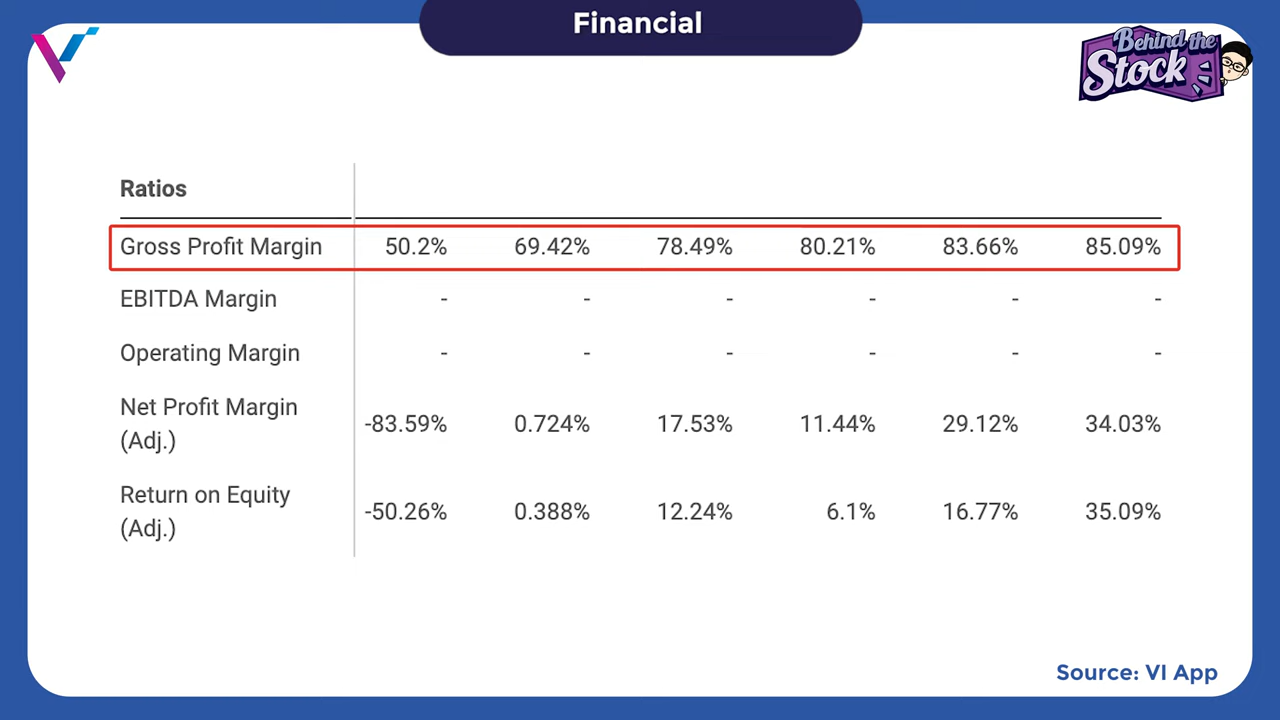 Financial
Behind the
Stock
Ratios
Gross Profit Margin 50.2% 69.42% 78.49% 80.21% 83.66% 85.09%
EBITDA Margin - - - - - -
Operating Margin - - - - - -
Net Profit Margin
(Adj.) -83.59% 0.724% 17.53% 11.44% 29.12% 34.03%
Return on Equity
(Adj.) -50.26% 0.388% 12.24% 6.1% 16.77% 35.09%
Source: VI App